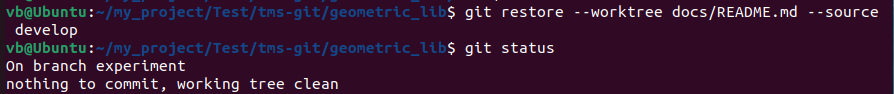 vb@Ubuntu:~/my_project/Test/tms-git/geometric_lib$ git restore --worktree docs/README.md --source
develop
vb@Ubuntu:~/my_project/Test/tms-git/geometric_lib$ git status
On branch experiment
nothing to commit, working tree clean